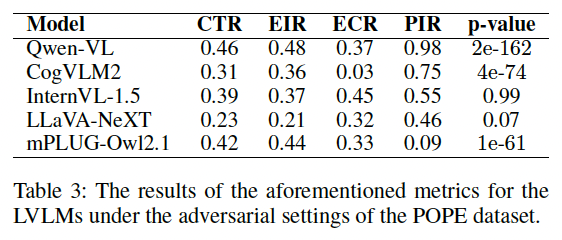 Model CTR EIR ECR PIR p-value
Qwen-VL 0.46 0.48 0.37 0.98 2e-162
CogVLM2 0.31 0.36 0.03 0.75 4e-74
InternVL-1.5 0.39 0.37 0.45 0.55 0.99
LLaVA-NeXT 0.23 0.21 0.32 0.46 0.07
mPLUG-Owl2.1 0.42 0.44 0.33 0.09 1e-61
Table 3: The results of the aforementioned metrics for the
LVLMs under the adversarial settings of the POPE dataset.